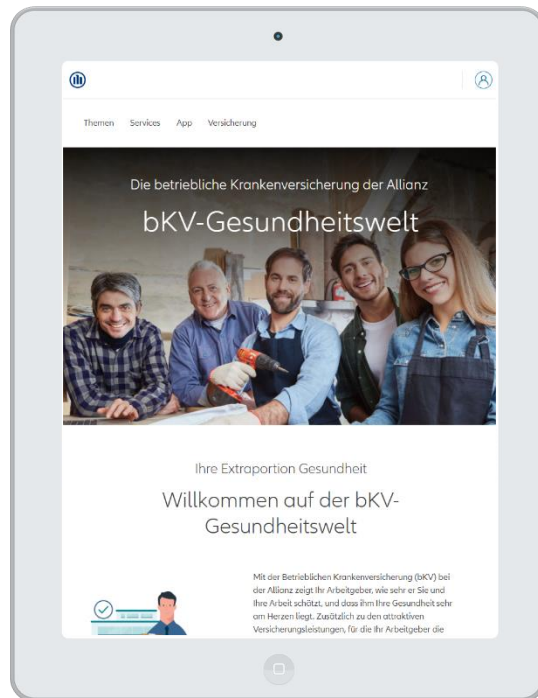 Themen Services App Versicherung
Die betriebliche Krankenversicherung der Allianz
bKV-Gesundheitswelt
Ihre Extraportion Gesundheit
Willkommen auf der bKV-
Gesundheitswelt
Mit der Betrieblichen Krankenversicherung (bKV) bei
der Allianz zeigt Ihr Arbeitgeber, wie sehr er Sie und
Ihre Arbeit schätzt, und dass ihm Ihre Gesundheit sehr
am Herzen liegt. Zusätzlich zu den attraktiven
Versicherungsleistungen, für die Ihr Arbeitgeber die